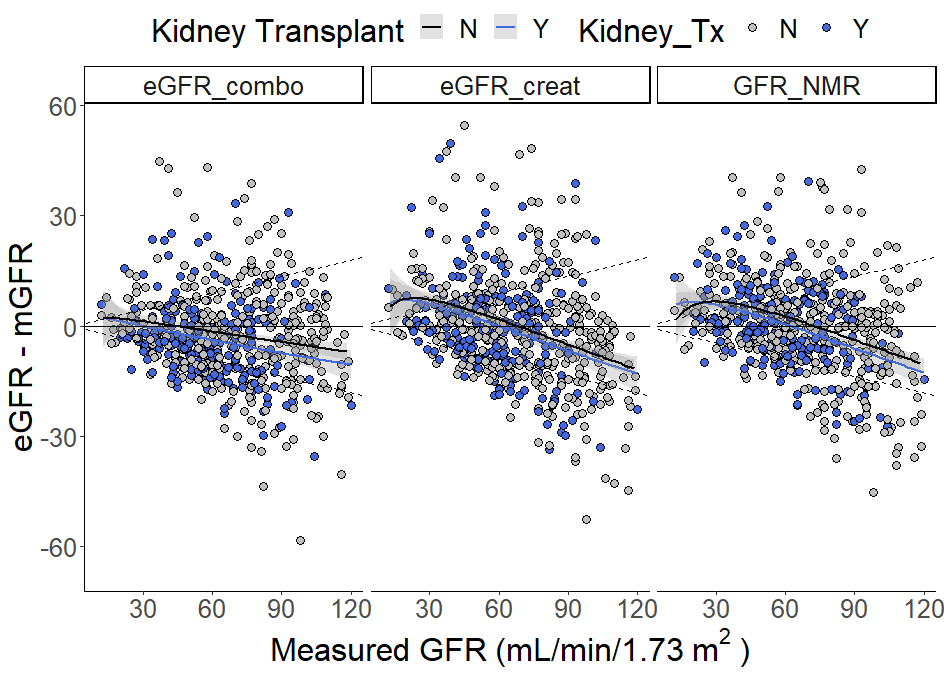 Kidney Transplant N Y Kidney_Tx N Y
eGFR_combo eGFR_creat GFR_NMR
eGFR - mGFR
60
30
0
-30
-60
30 60 90 120 30 60 90 120 30 60 90 120
Measured GFR (mL/min/1.73 m² )